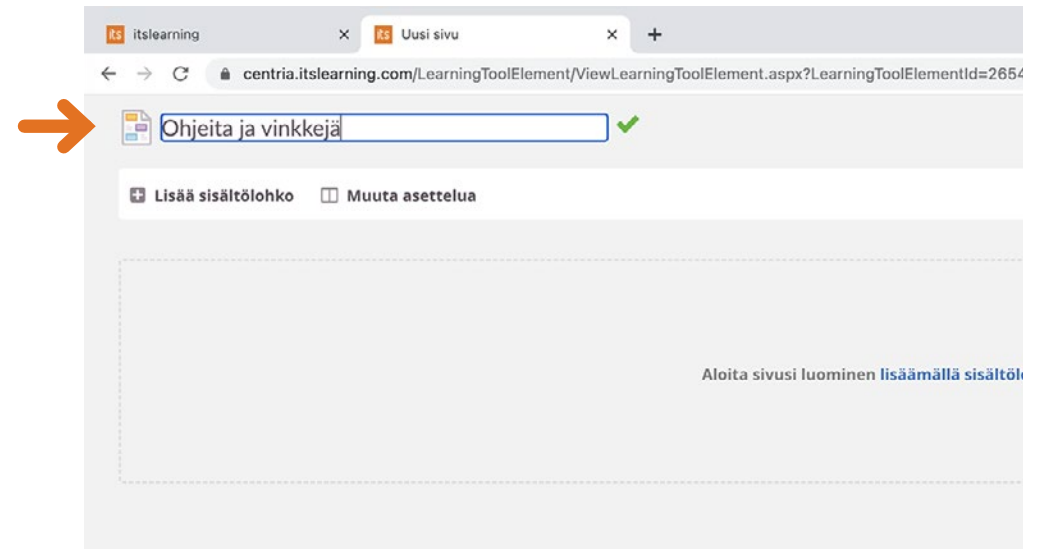 its itslearning
its Uusi sivu
centria.itslearning.com/LearningToolElement/ViewLearningToolElement.aspx?LearningToolElementId=2654
Ohjeita ja vinkkejä
Lisää sisältölohko Muuta asettelua
Aloita sivusi luominen lisäämällä